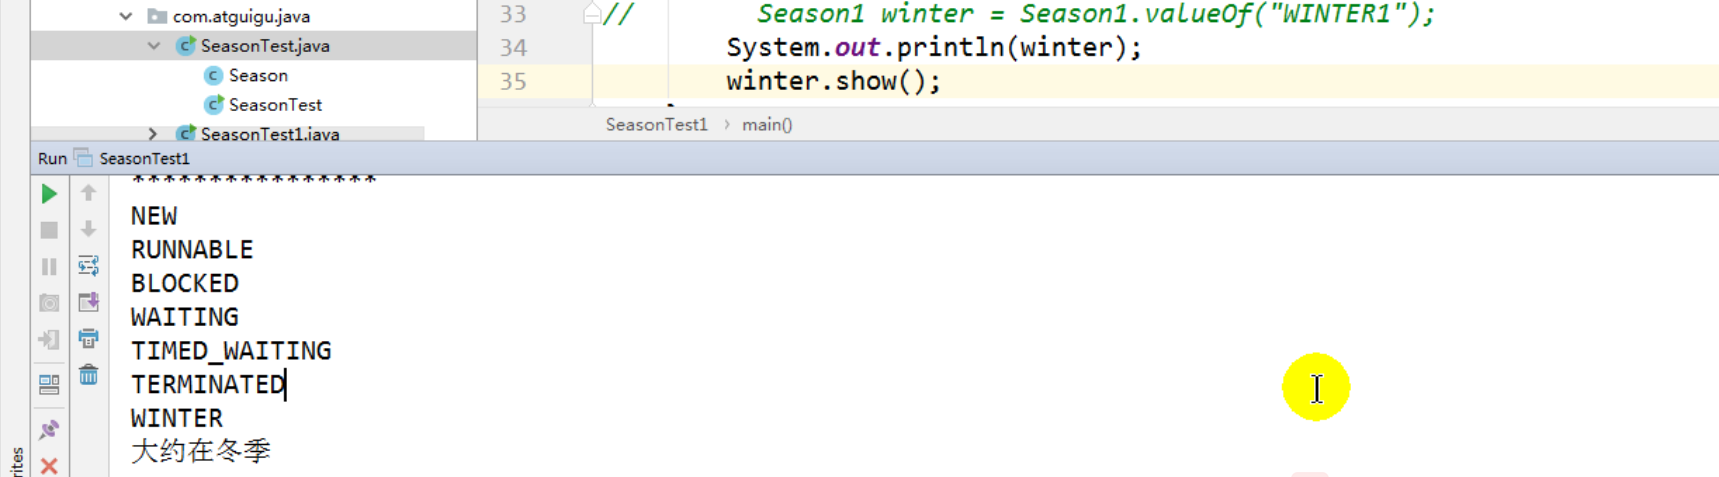 com.atguigu.java
SeasonTest.java
Season
SeasonTest
SeasonTest1.java
33 // Season1 winter = Season1.valueOf("WINTER1");
34 System.out.println(winter);
35 winter.show();
SeasonTest1 > main()
Run SeasonTest1
****************
NEW
RUNNABLE
BLOCKED
WAITING
TIMED_WAITING
TERMINATED
WINTER
大约在冬季